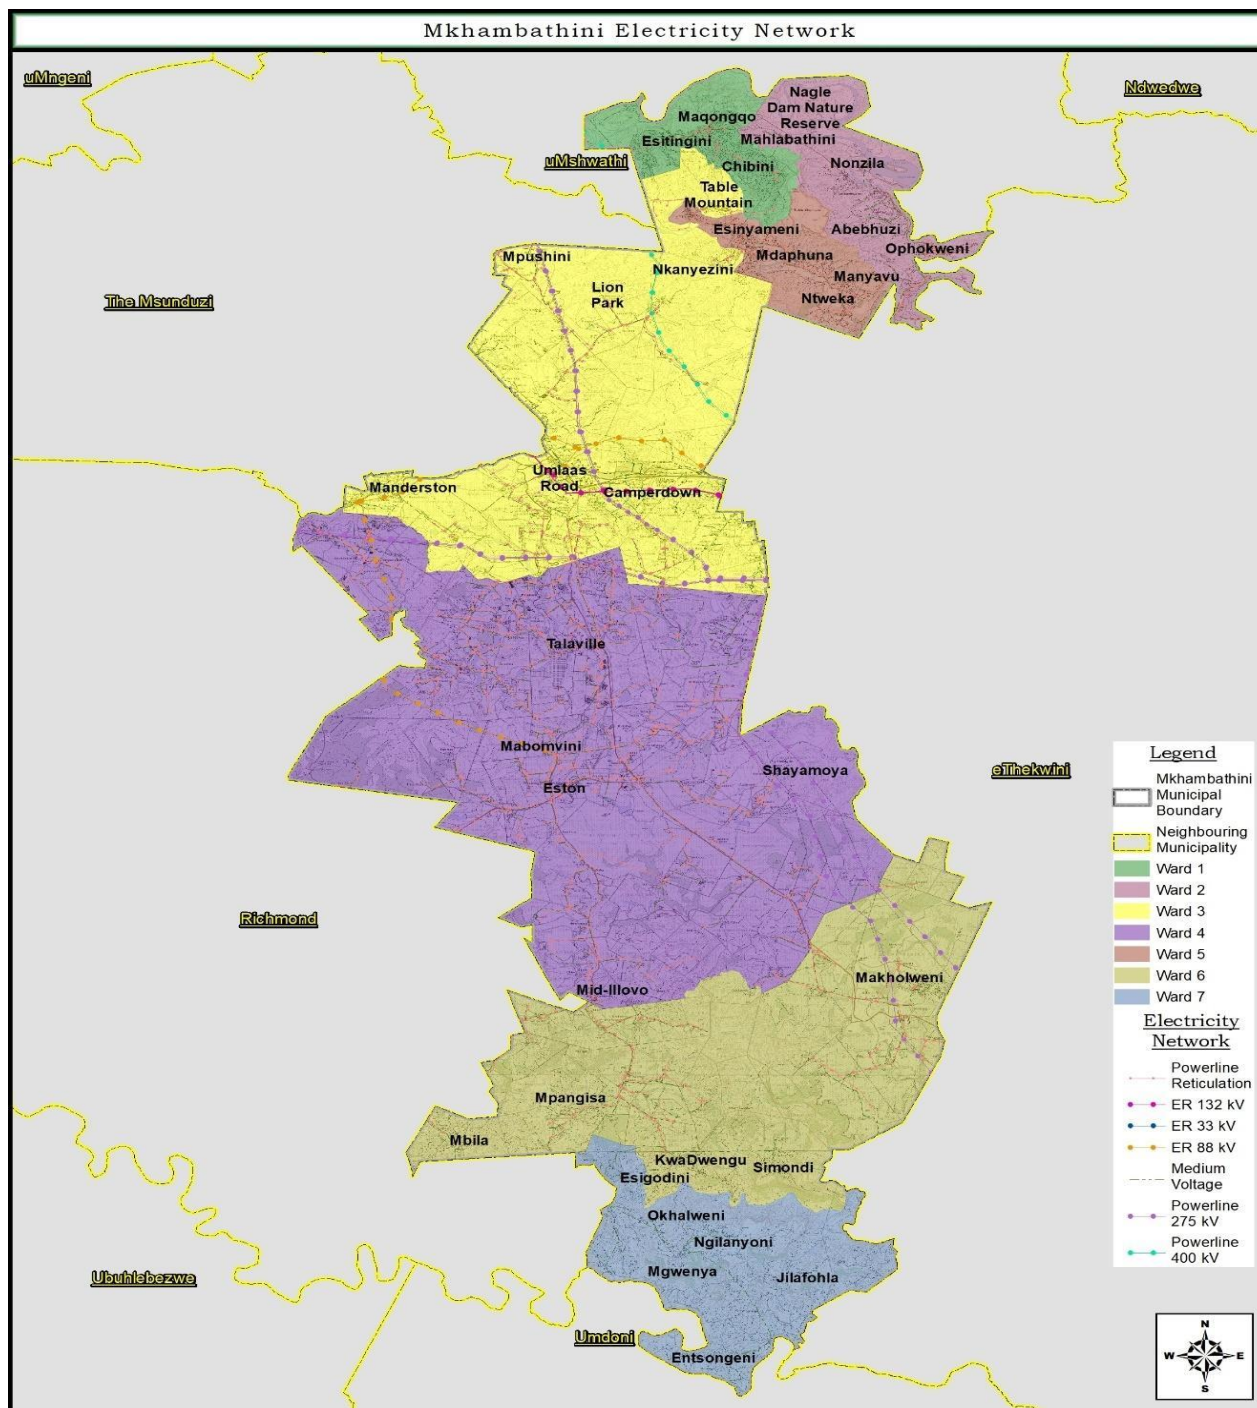 Mkhambathini Electricity Network
uMngeni
Ndwedwe
Nagle
Dam Nature
Reserve
Maqongqo
Mahlabathini
Esitingini
uMshwathi
Chibini
Nonzila
Table
Mountain
Esinyameni
Abebhuzi
Ophokweni
Mpushini
Mdaphuna
Nkanyezini
Manyavu
Lion
Park
Ntweka
The Msunduzi
Umlaas
Road
Manderston
Camperdown
Talaville
Mabomvini
Shayamoya
eThekwini
Eston
Richmond
Makholweni
Mid-Illovo
Mpangisa
Mbila
KwaDwengu
Simondi
Esigodini
Okhalweni
Ngilanyoni
Mgwenya
Jilafohla
Ubuhlebezwe
Umdoni
Entsongeni
Legend
Mkhambathini
Municipal
Boundary
Neighbouring
Municipality
Ward 1
Ward 2
Ward 3
Ward 4
Ward 5
Ward 6
Ward 7
Electricity
Network
Powerline
Reticulation
ER 132 kV
ER 33 kV
ER 88 kV
Medium
Voltage
Powerline
275 kV
Powerline
400 kV
N
W E
S